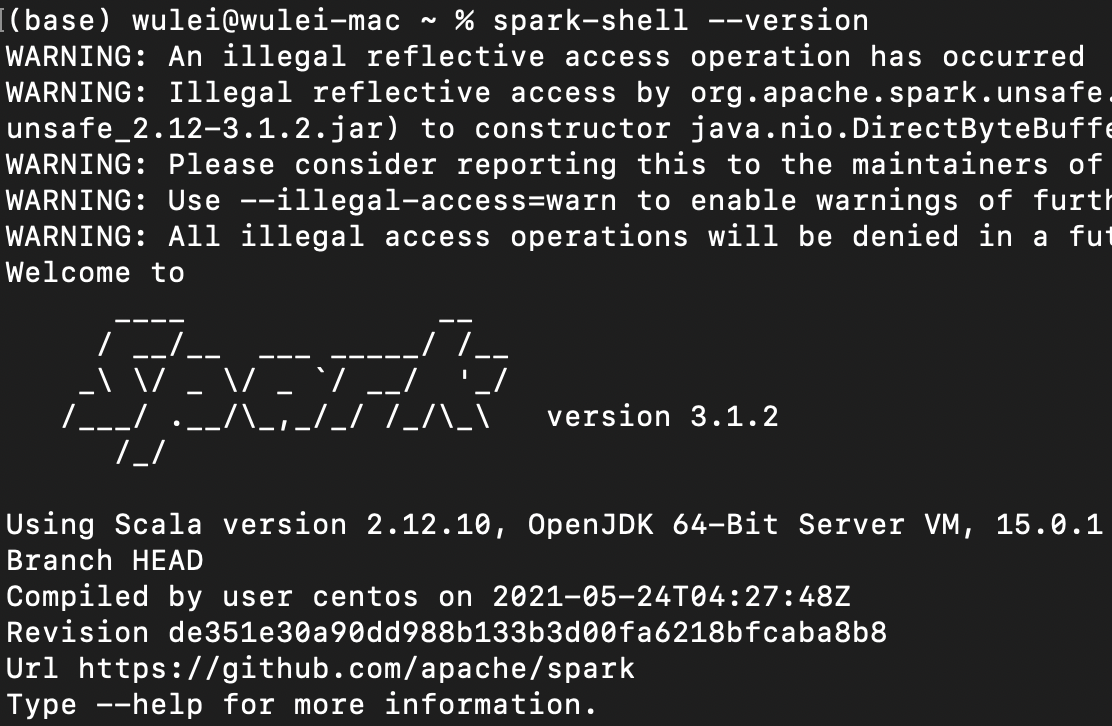 (base) wulei@wulei-mac ~ % spark-shell --version
WARNING: An illegal reflective access operation has occurred
WARNING: Illegal reflective access by org.apache.spark.unsafe.
unsafe_2.12-3.1.2.jar) to constructor java.nio.DirectByteBuffe
WARNING: Please consider reporting this to the maintainers of
WARNING: Use --illegal-access=warn to enable warnings of furth
WARNING: All illegal access operations will be denied in a fut
Welcome to
      ____              __
     / __/__  ___ _____/ /__
    _\ \/ _ \/ _ `/ __/  '_/
   /___/ .__/\_,_/_/ /_/\_\   version 3.1.2
      /_/
Using Scala version 2.12.10, OpenJDK 64-Bit Server VM, 15.0.1
Branch HEAD
Compiled by user centos on 2021-05-24T04:27:48Z
Revision de351e30a90dd988b133b3d00fa6218bfcaba8b8
Url https://github.com/apache/spark
Type --help for more information.